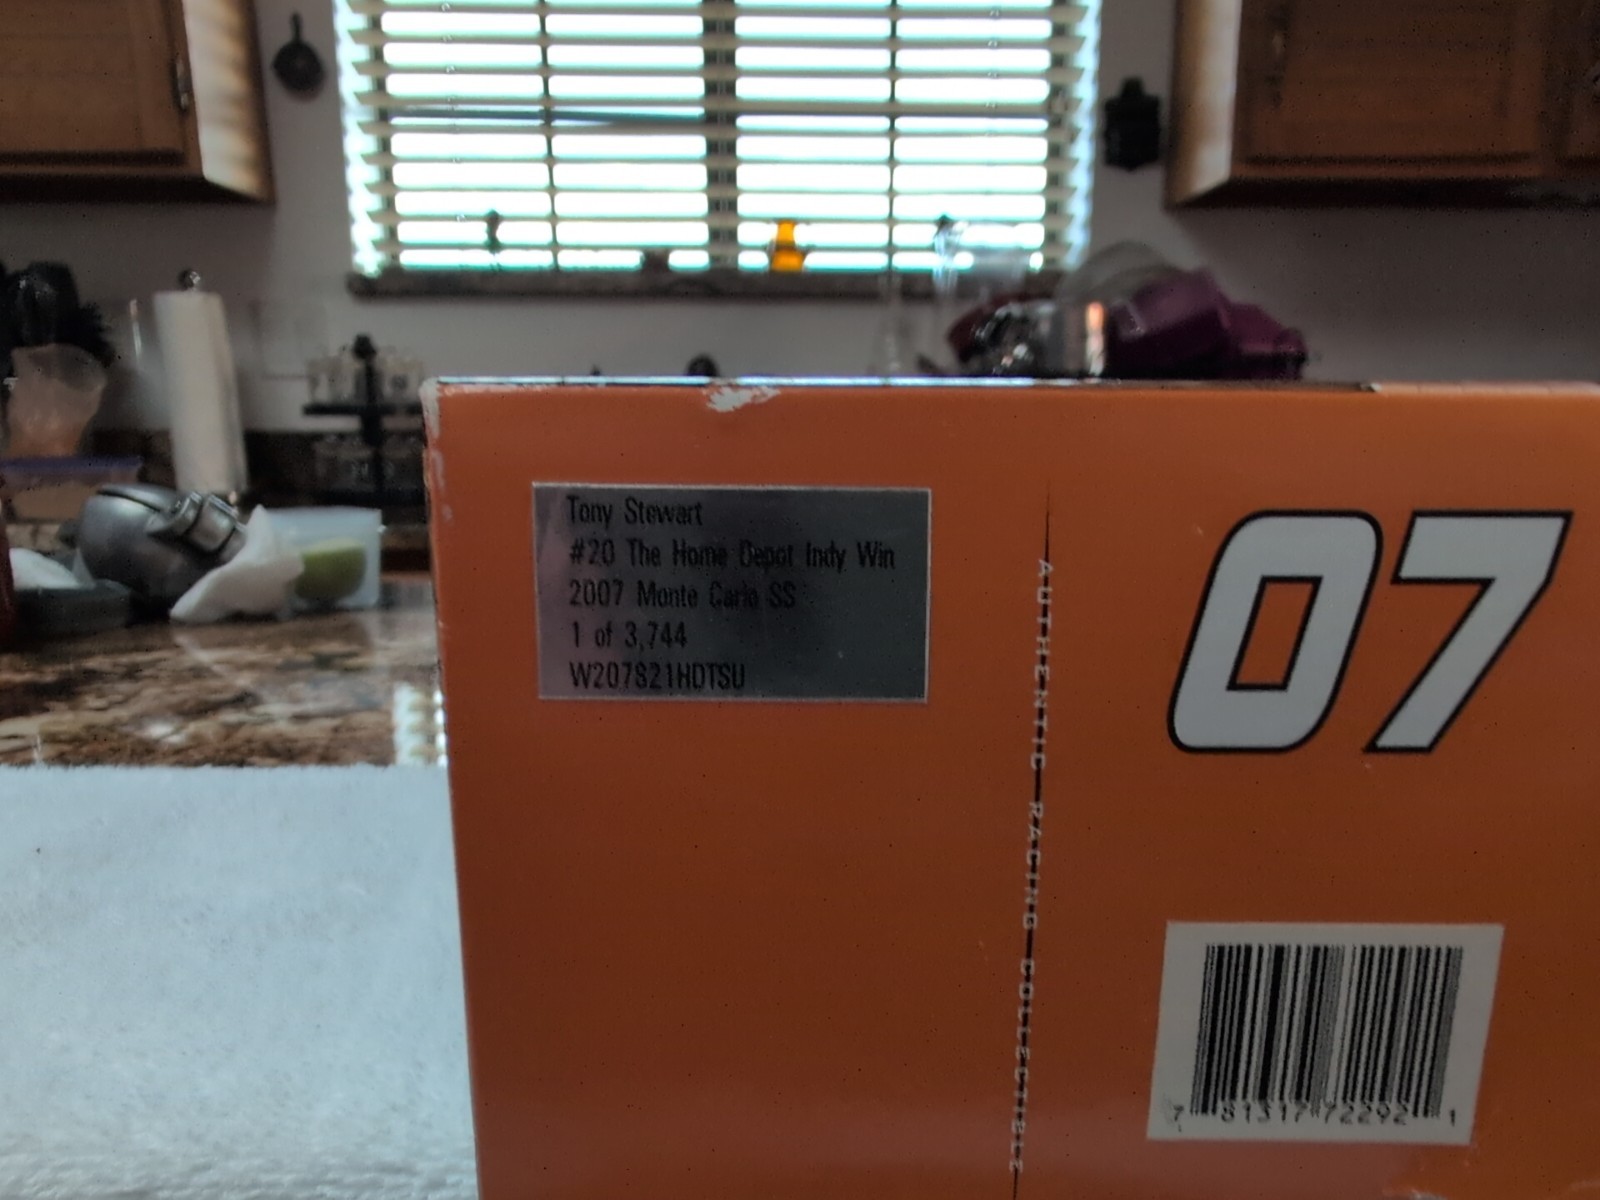 Tony Stewart
#20 The Home Depot Indy Win
2007 Monte Carlo SS
1 of 3,744
W207821HDTSU
AUTHENTIC RACING COLLECTIBLE
07
7 81317 72292 1